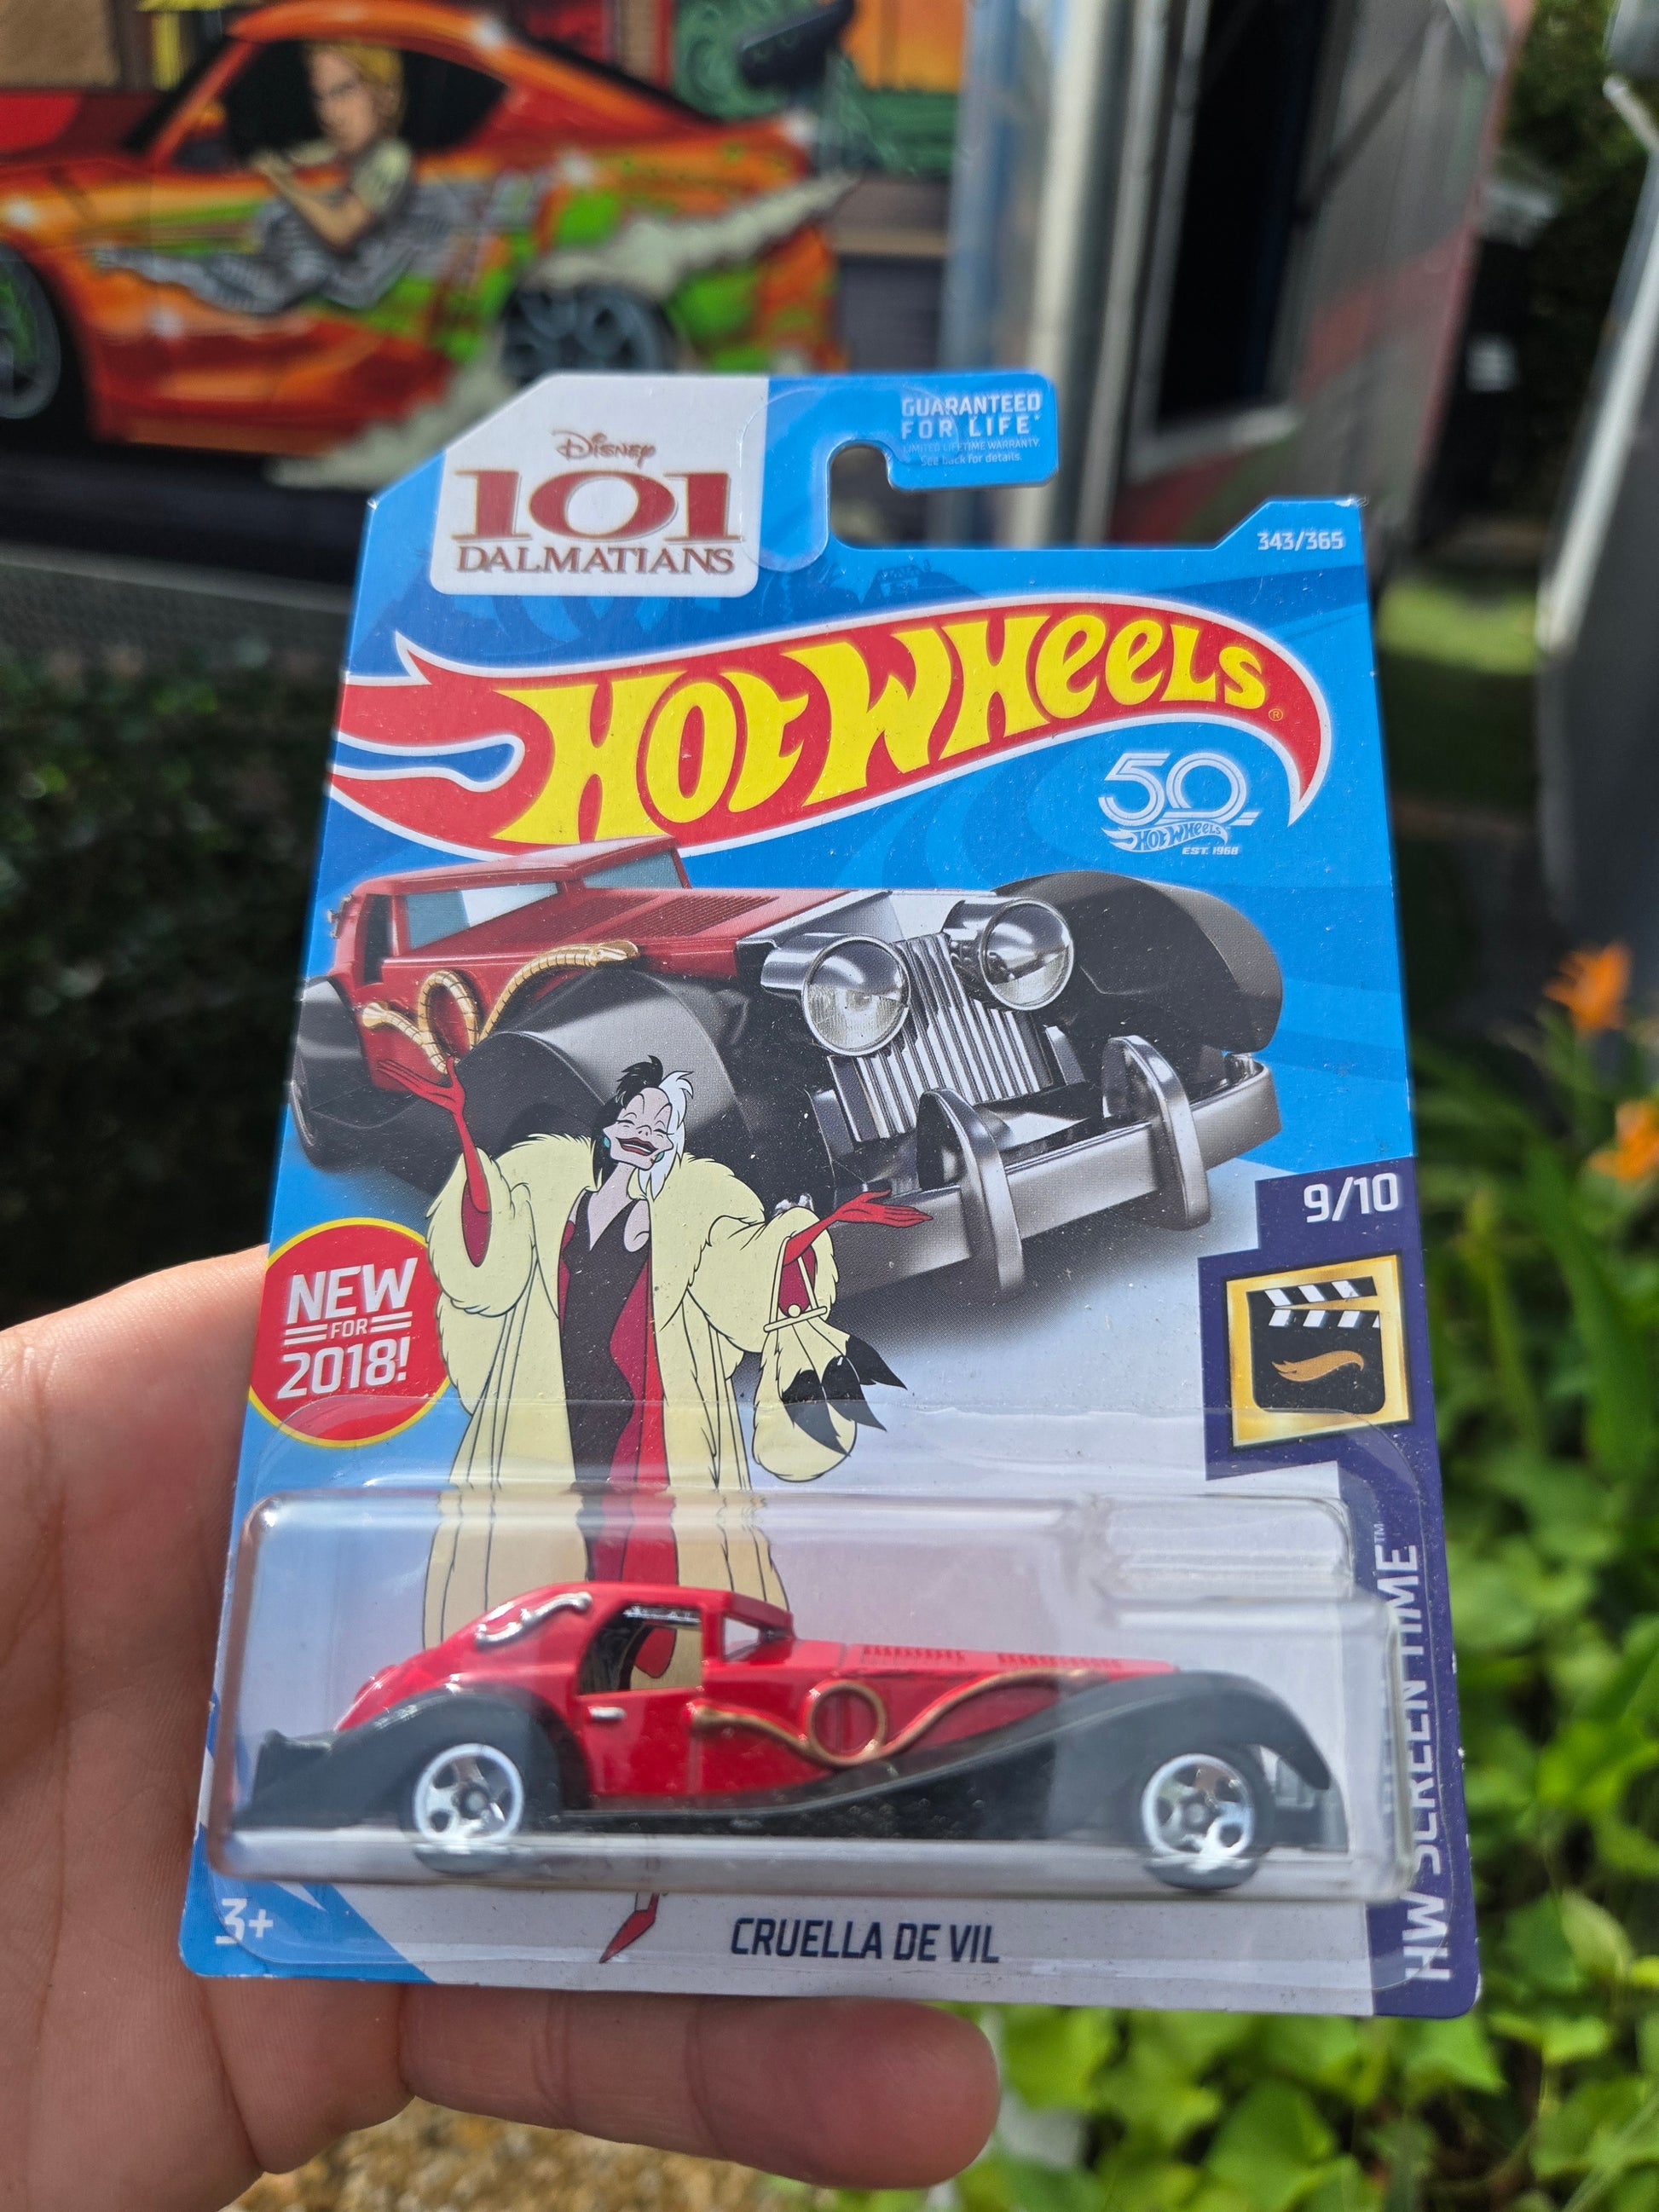 GUARANTEED
FOR LIFE*
LIMITED LIFETIME WARRANTY.
See back for details.
Disney
101
DALMATIANS
343/365
HOT WHEELS®
50
HOT WHEELS
EST. 1968
9/10
NEW
FOR
2018!
HW SCREEN TIME™
3+
CRUELLA DE VIL